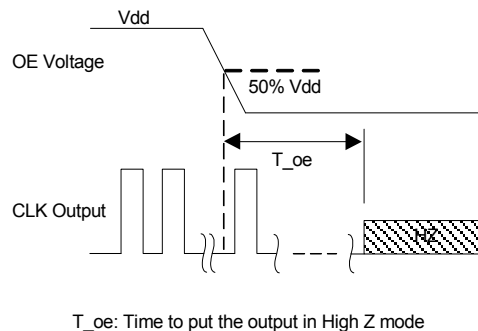 Vdd
OE Voltage
50% Vdd
T_oe
CLK Output
HZ
T_oe: Time to put the output in High Z mode